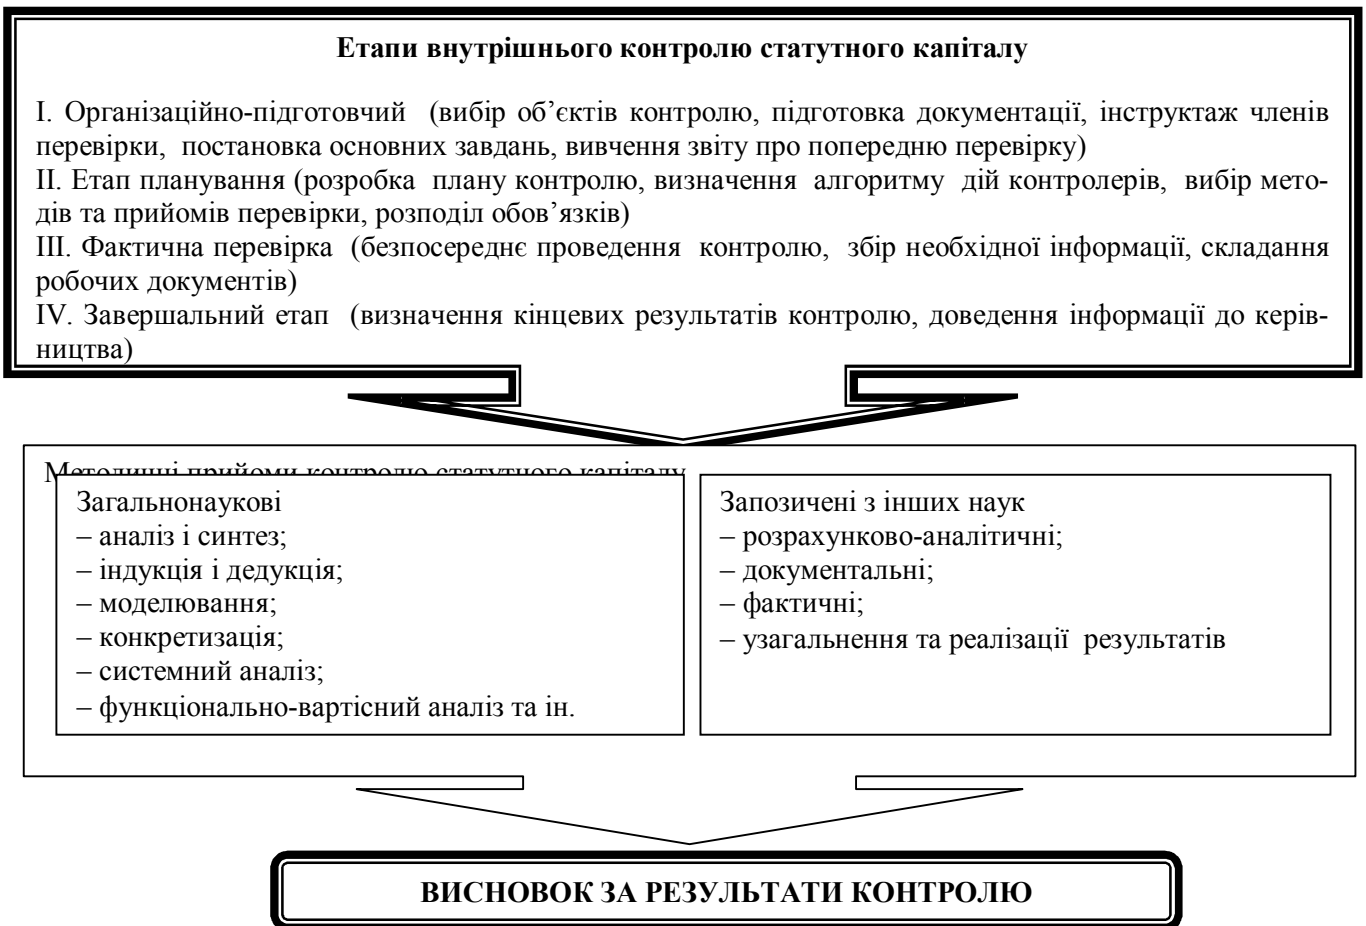 Етапи внутрішнього контролю статутного капіталу
І. Організаційно-підготовчий (вибір об’єктів контролю, підготовка документації, інструктаж членів
перевірки, постановка основних завдань, вивчення звіту про попередню перевірку)
ІІ. Етап планування (розробка плану контролю, визначення алгоритму дій контролерів, вибір мето-
дів та прийомів перевірки, розподіл обов’язків)
ІІІ. Фактична перевірка (безпосереднє проведення контролю, збір необхідної інформації, складання
робочих документів)
IV. Завершальний етап (визначення кінцевих результатів контролю, доведення інформації до керів-
ництва)
Методичні прийоми контролю статутного капіталу
Загальнонаукові
– аналіз і синтез;
– індукція і дедукція;
– моделювання;
– конкретизація;
– системний аналіз;
– функціонально-вартісний аналіз та ін.
Запозичені з інших наук
– розрахунково-аналітичні;
– документальні;
– фактичні;
– узагальнення та реалізації результатів
ВИСНОВОК ЗА РЕЗУЛЬТАТИ КОНТРОЛЮ